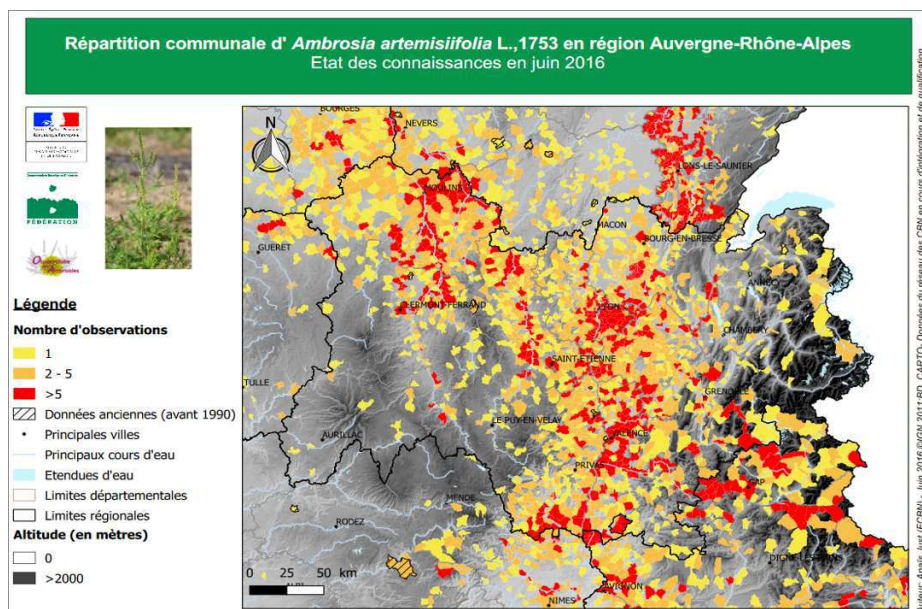 Répartition communale d' Ambrosia artemisiifolia L.,1753 en région Auvergne-Rhône-Alpes
Etat des connaissances en juin 2016
FÉDÉRATION
Légende
Nombre d'observations
1
2 - 5
>5
Données anciennes (avant 1990)
Principales villes
Principaux cours d'eau
Etendues d'eau
Limites départementales
Limites régionales
Altitude (en mètres)
0
>2000
N
BOURGES
NEVERS
LONS-LE-SAUNIER
MOULINS
MACON
BOURG-EN-BRESSE
GUERET
ANNECY
CLERMONT-FERRAND
LYON
CHAMBERY
SAINT-ETIENNE
TULLE
GRENOBLE
LE PUY-EN-VELAY
AURILLAC
VALENCE
PRIVAS
GAP
MENDE
RODEZ
DIGNE-LES-BAINS
0 25 50 km
AVIGNON
NIMES